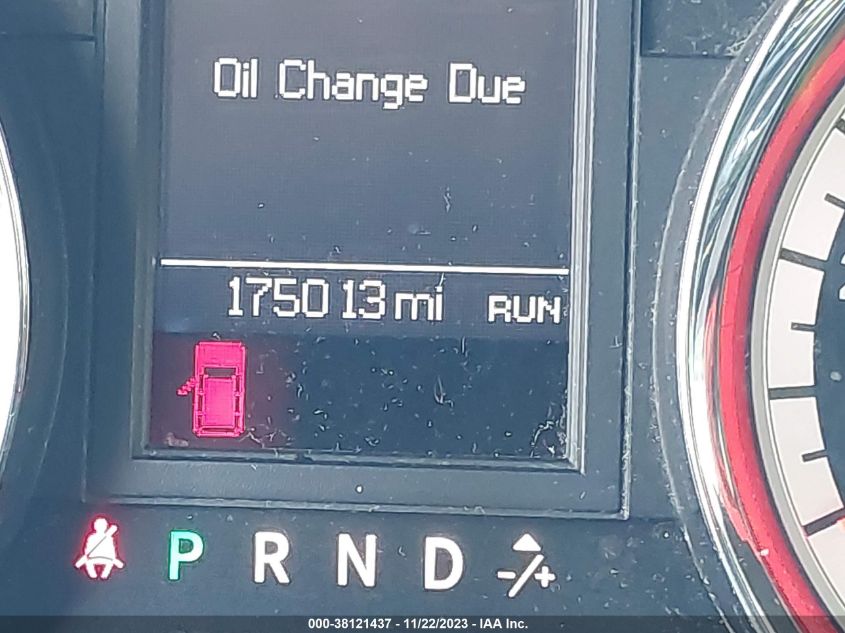 Oil Change Due
175013 mi RUN
P R N D -/+
000-38121437 - 11/22/2023 - IAA Inc.